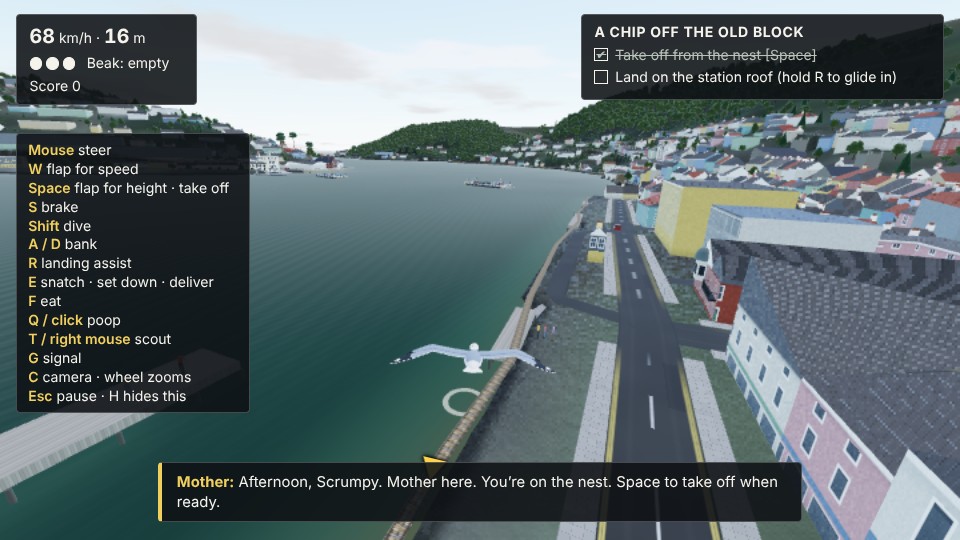 68 km/h · 16 m
Beak: empty
Score 0
A CHIP OFF THE OLD BLOCK
Take off from the nest [Space]
Land on the station roof (hold R to glide in)
Mouse steer
W flap for speed
Space flap for height · take off
S brake
Shift dive
A / D bank
R landing assist
E snatch · set down · deliver
F eat
Q / click poop
T / right mouse scout
G signal
C camera · wheel zooms
Esc pause · H hides this
Mother: Afternoon, Scrumpy. Mother here. You’re on the nest. Space to take off when
ready.